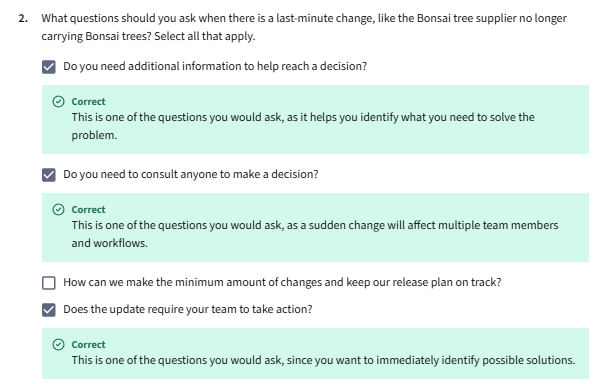 2. What questions should you ask when there is a last-minute change, like the Bonsai tree supplier no longer
carrying Bonsai trees? Select all that apply.
Do you need additional information to help reach a decision?
Correct
This is one of the questions you would ask, as it helps you identify what you need to solve the
problem.
Do you need to consult anyone to make a decision?
Correct
This is one of the questions you would ask, as a sudden change will affect multiple team members
and workflows.
How can we make the minimum amount of changes and keep our release plan on track?
Does the update require your team to take action?
Correct
This is one of the questions you would ask, since you want to immediately identify possible solutions.